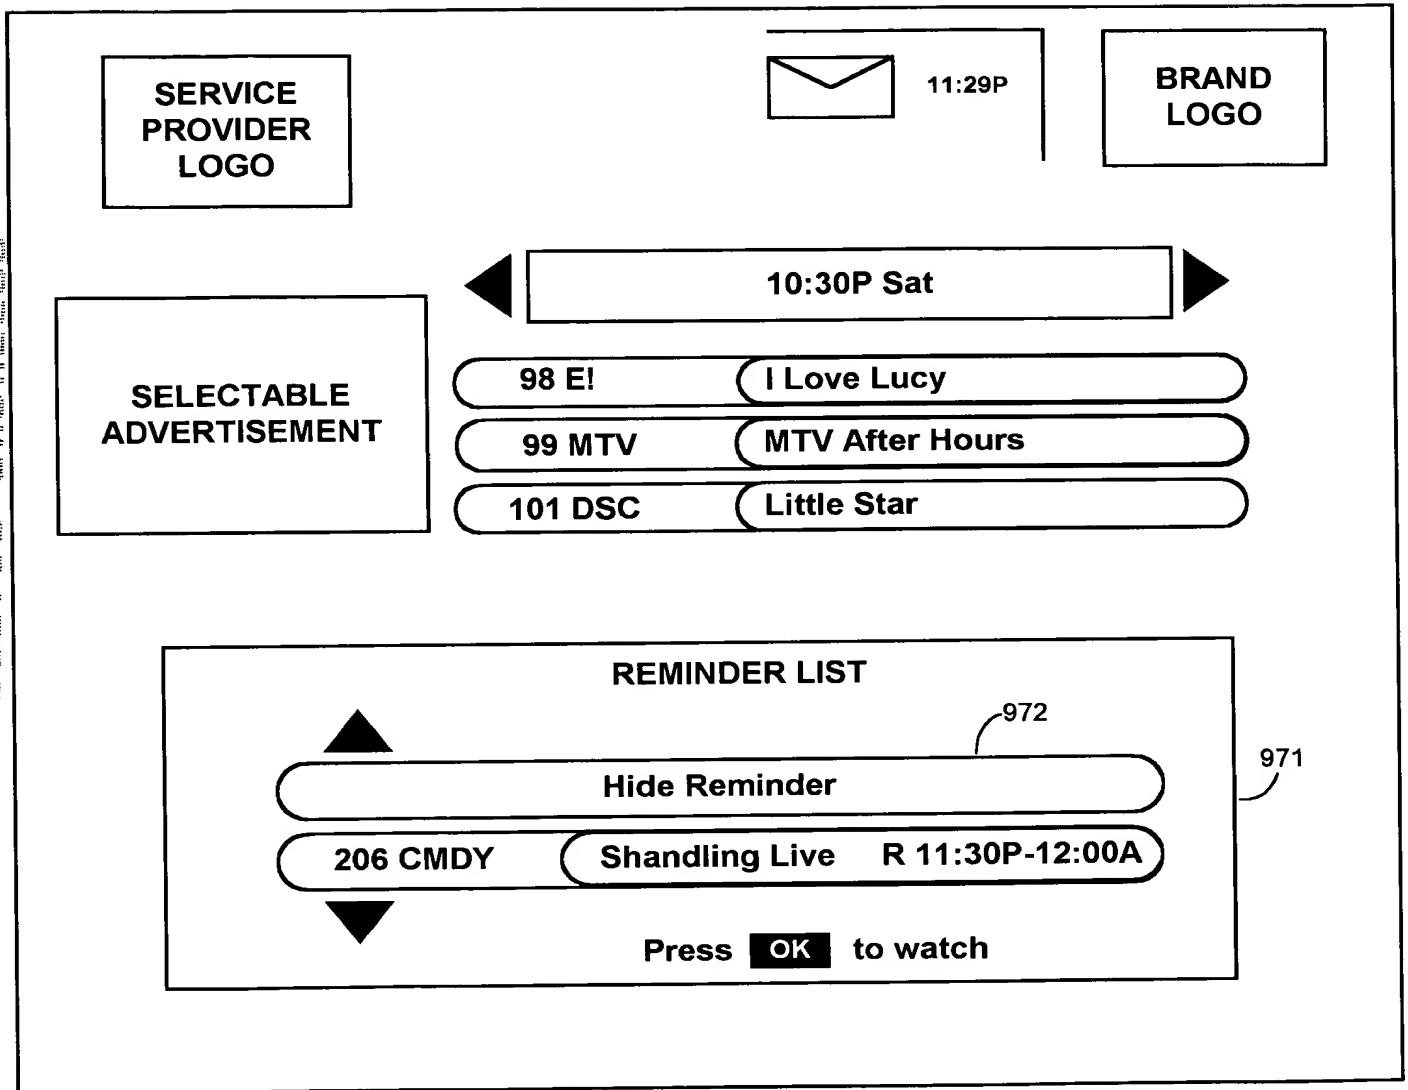 SERVICE
PROVIDER
LOGO
11:29P
BRAND
LOGO
10:30P Sat
SELECTABLE
ADVERTISEMENT
98 E! I Love Lucy
99 MTV MTV After Hours
101 DSC Little Star
REMINDER LIST
972
971
Hide Reminder
206 CMDY Shandling Live R 11:30P-12:00A
Press OK to watch